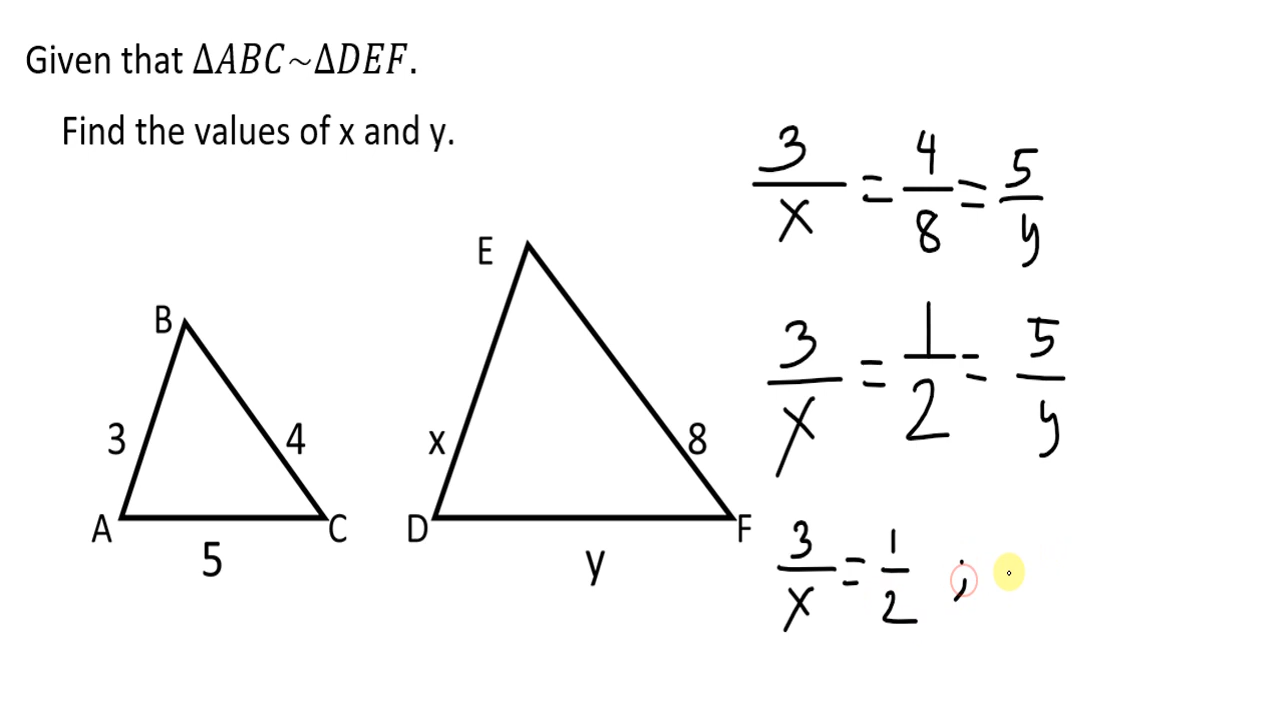 Given that ΔABC~ΔDEF.
Find the values of x and y.
3/x = 4/8 = 5/y
3/x = 1/2 = 5/y
E
B
3
4
x
8
A
C
D
F
5
y
3/x = 1/2 ;